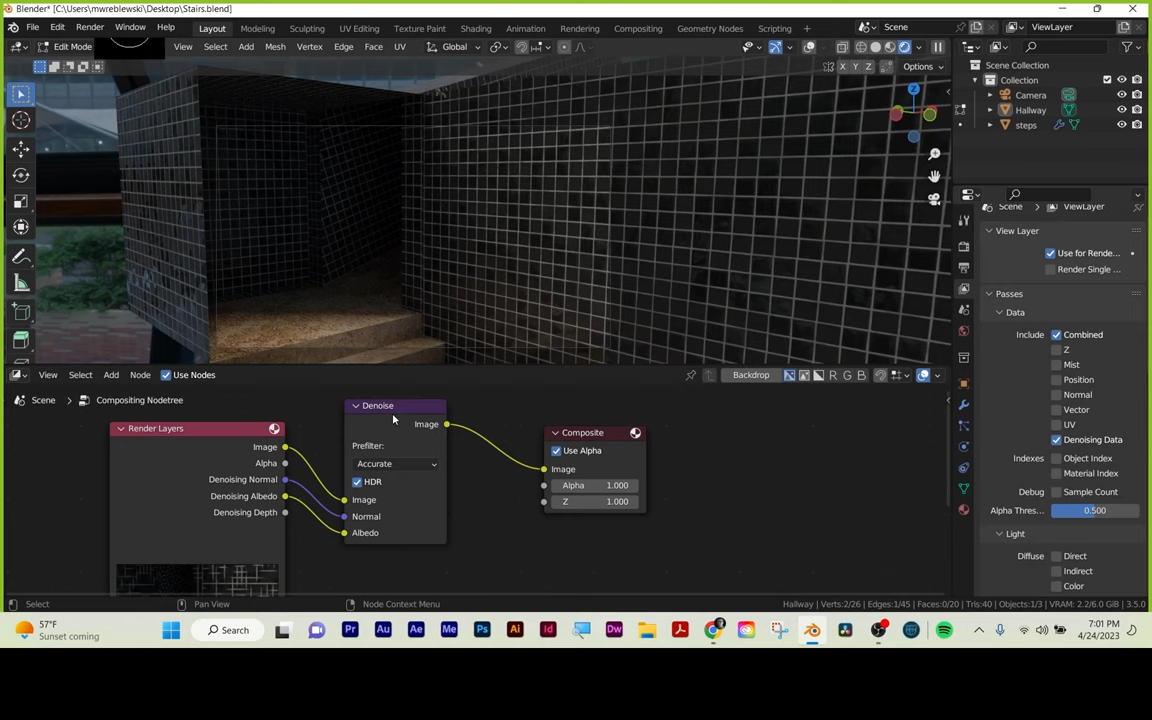 Blender* [C:\Users\mwreblewski\Desktop\Stairs.blend]
File Edit Render Window Help Layout Modeling Sculpting UV Editing Texture Paint Shading Animation Rendering Compositing Geometry Nodes Scripting + Scene ViewLayer
Edit Mode View Select Add Mesh Vertex Edge Face UV Global
X Y Z Options
Z
Scene Collection
Collection
Camera
Hallway
steps
Scene > ViewLayer
View Layer
Use for Rende...
Render Single ...
Passes
Data
Include Combined
Z
Mist
Position
Normal
Vector
UV
Denoising Data
Indexes Object Index
Material Index
Debug Sample Count
Alpha Thres... 0.500
Light
Diffuse Direct
Indirect
Color
View Select Add Node Use Nodes Backdrop R G B
Scene > Compositing Nodetree
Render Layers
Image
Alpha
Denoising Normal
Denoising Albedo
Denoising Depth
Denoise
Image
Prefilter:
Accurate
HDR
Image
Normal
Albedo
Composite
Use Alpha
Image
Alpha 1.000
Z 1.000
Select Pan View Node Context Menu Hallway | Verts:2/26 | Edges:1/45 | Faces:0/20 | Tris:40 | Objects:1/3 | VRAM: 2.2/6.0 GiB | 3.5.0
57°F
Sunset coming
Search
Pr Au Ae Me Ps Ai Id Dw
7:01 PM
4/24/2023